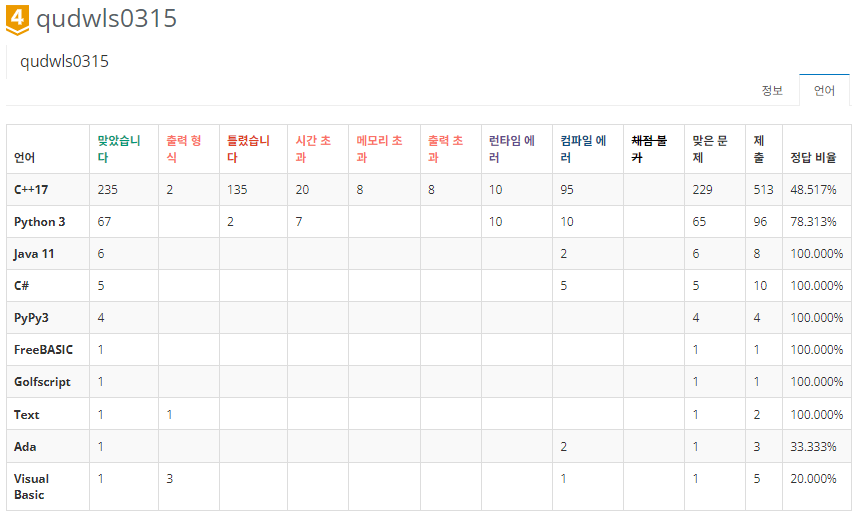 4 qudwls0315
qudwls0315
정보 언어
언어 맞았습니다 출력 형식 틀렸습니다 시간 초과 메모리 초과 출력 초과 런타임 에러 컴파일 에러 채점 불가 맞은 문제 제출 정답 비율
C++17 235 2 135 20 8 8 10 95 229 513 48.517%
Python 3 67 2 7 10 10 65 96 78.313%
Java 11 6 2 6 8 100.000%
C# 5 5 5 10 100.000%
PyPy3 4 4 4 100.000%
FreeBASIC 1 1 1 100.000%
Golfscript 1 1 1 100.000%
Text 1 1 1 2 100.000%
Ada 1 2 1 3 33.333%
Visual Basic 1 3 1 1 5 20.000%